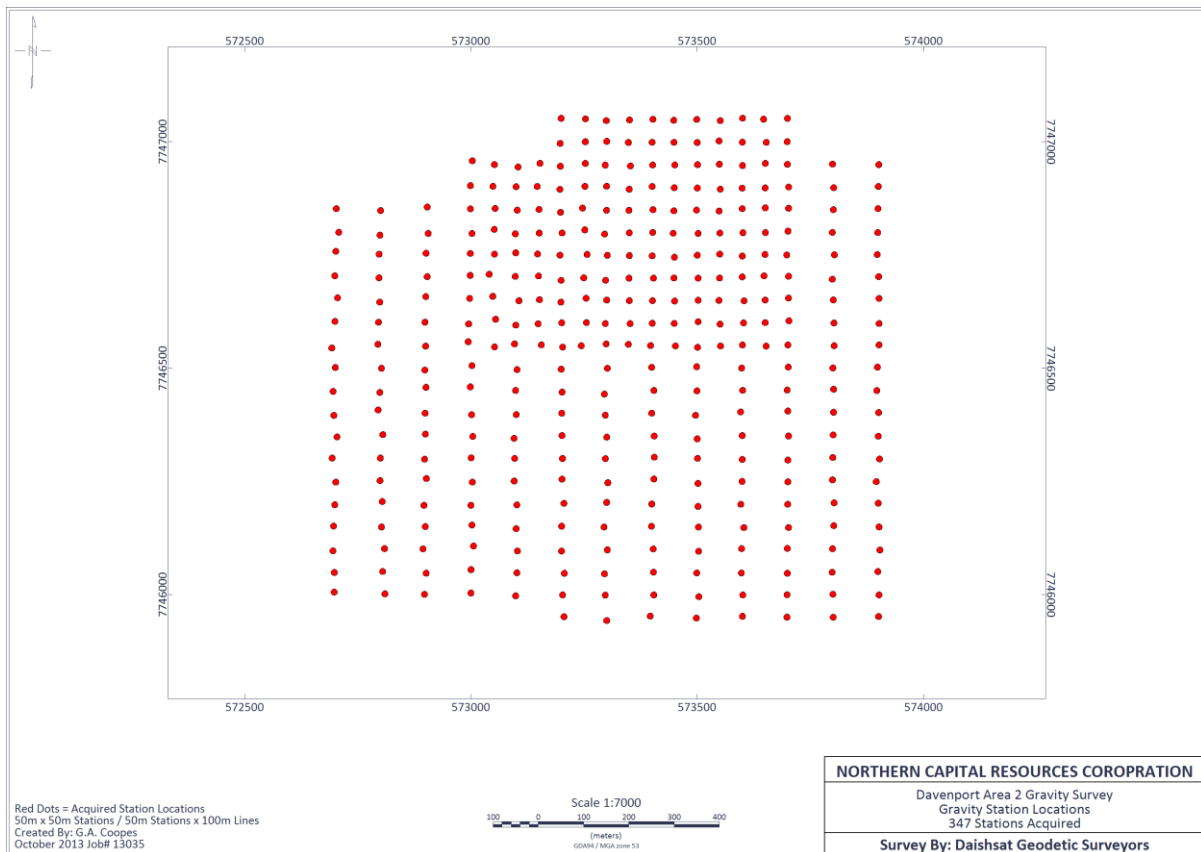 N
572500 573000 573500 574000
7747000 7747000
7746500 7746500
7746000 7746000
572500 573000 573500 574000
Red Dots = Acquired Station Locations
50m x 50m Stations / 50m Stations x 100m Lines
Created By: G.A. Coopes
October 2013 Job# 13035
Scale 1:7000
100 0 100 200 300 400
(meters)
GDA94 / MGA zone 53
NORTHERN CAPITAL RESOURCES COROPRATION
Davenport Area 2 Gravity Survey
Gravity Station Locations
347 Stations Acquired
Survey By: Daishsat Geodetic Surveyors